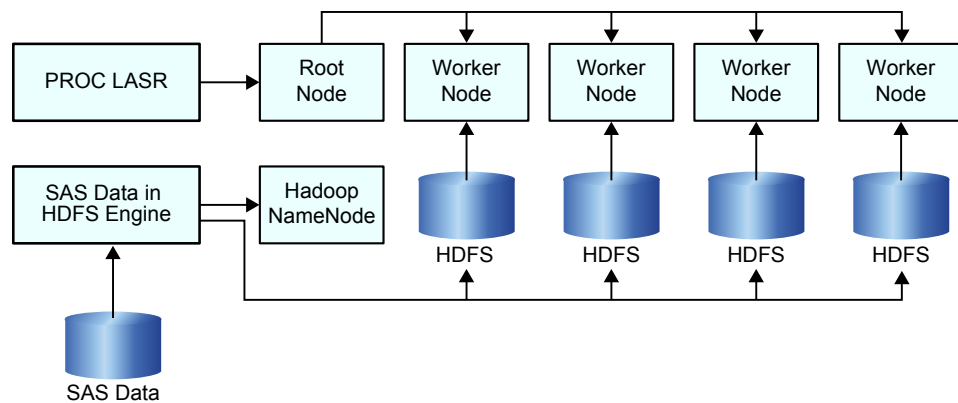 PROC LASR
Root
Node
Worker
Node
Worker
Node
Worker
Node
Worker
Node
SAS Data in
HDFS Engine
Hadoop
NameNode
HDFS
HDFS
HDFS
HDFS
SAS Data